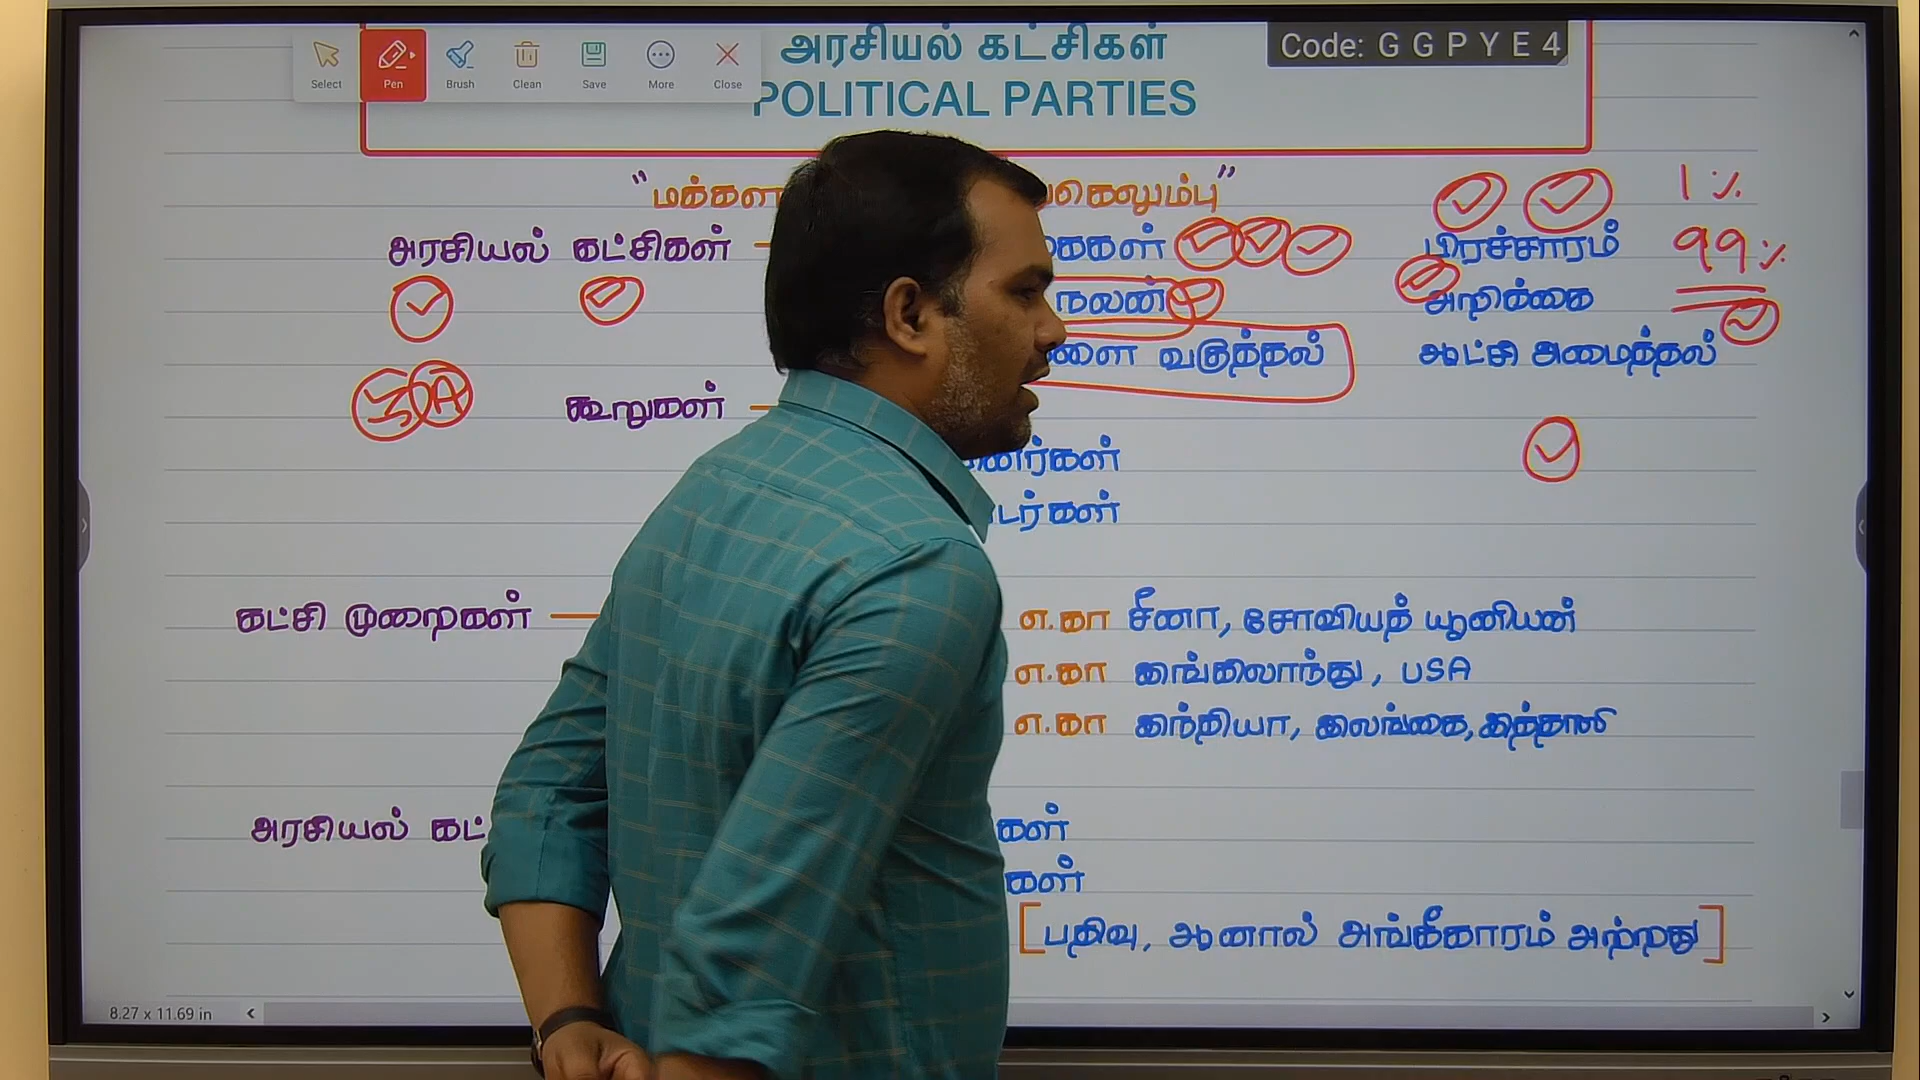 அரசியல் கட்சிகள்
Code: G G P Y E 4
Select Pen Brush Clean Save More Close
POLITICAL PARTIES
"மக்களா கெலும்பு"
1%
அரசியல் கட்சிகள் கைகள் பிரச்சாரம் 99%
நலன் அறிக்கை
ளை வகுத்தல் ஆட்சி அமைத்தல்
A கூறுகள்
னர்கள்
டர்கள்
கட்சி முறைகள் எ.கா சீனா, சோவியத் யூனியன்
எ.கா இங்கிலாந்து, USA
எ.கா இந்தியா, இலங்கை, இத்தாலி
அரசியல் கட் கள்
கள்
[பதிவு, ஆனால் அங்கீகாரம் அற்றது]
8.27 x 11.69 in